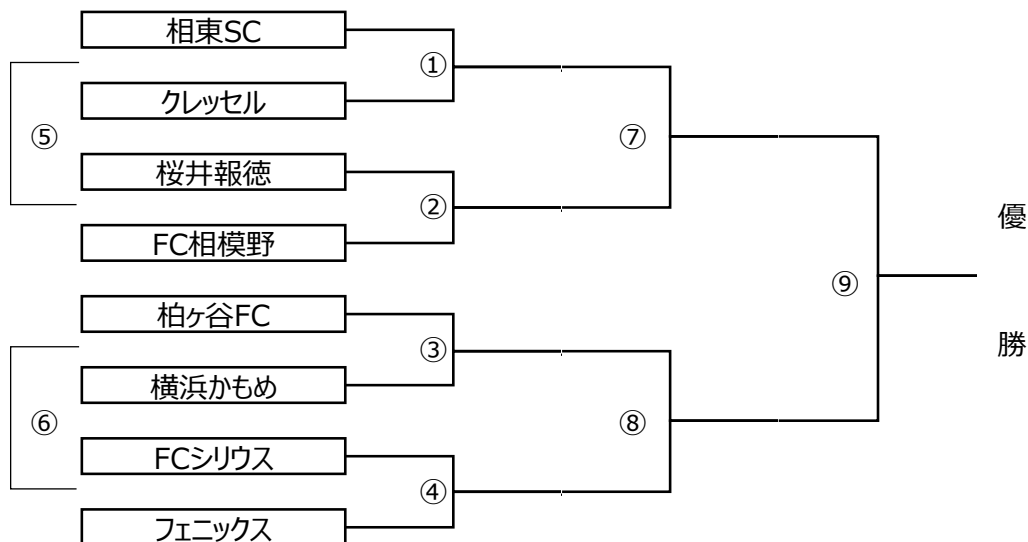 相東SC
①
クレッセル
⑤
⑦
桜井報徳
②
優
FC相模野
⑨
柏ヶ谷FC
③
勝
横浜かもめ
⑥
⑧
FCシリウス
④
フェニックス